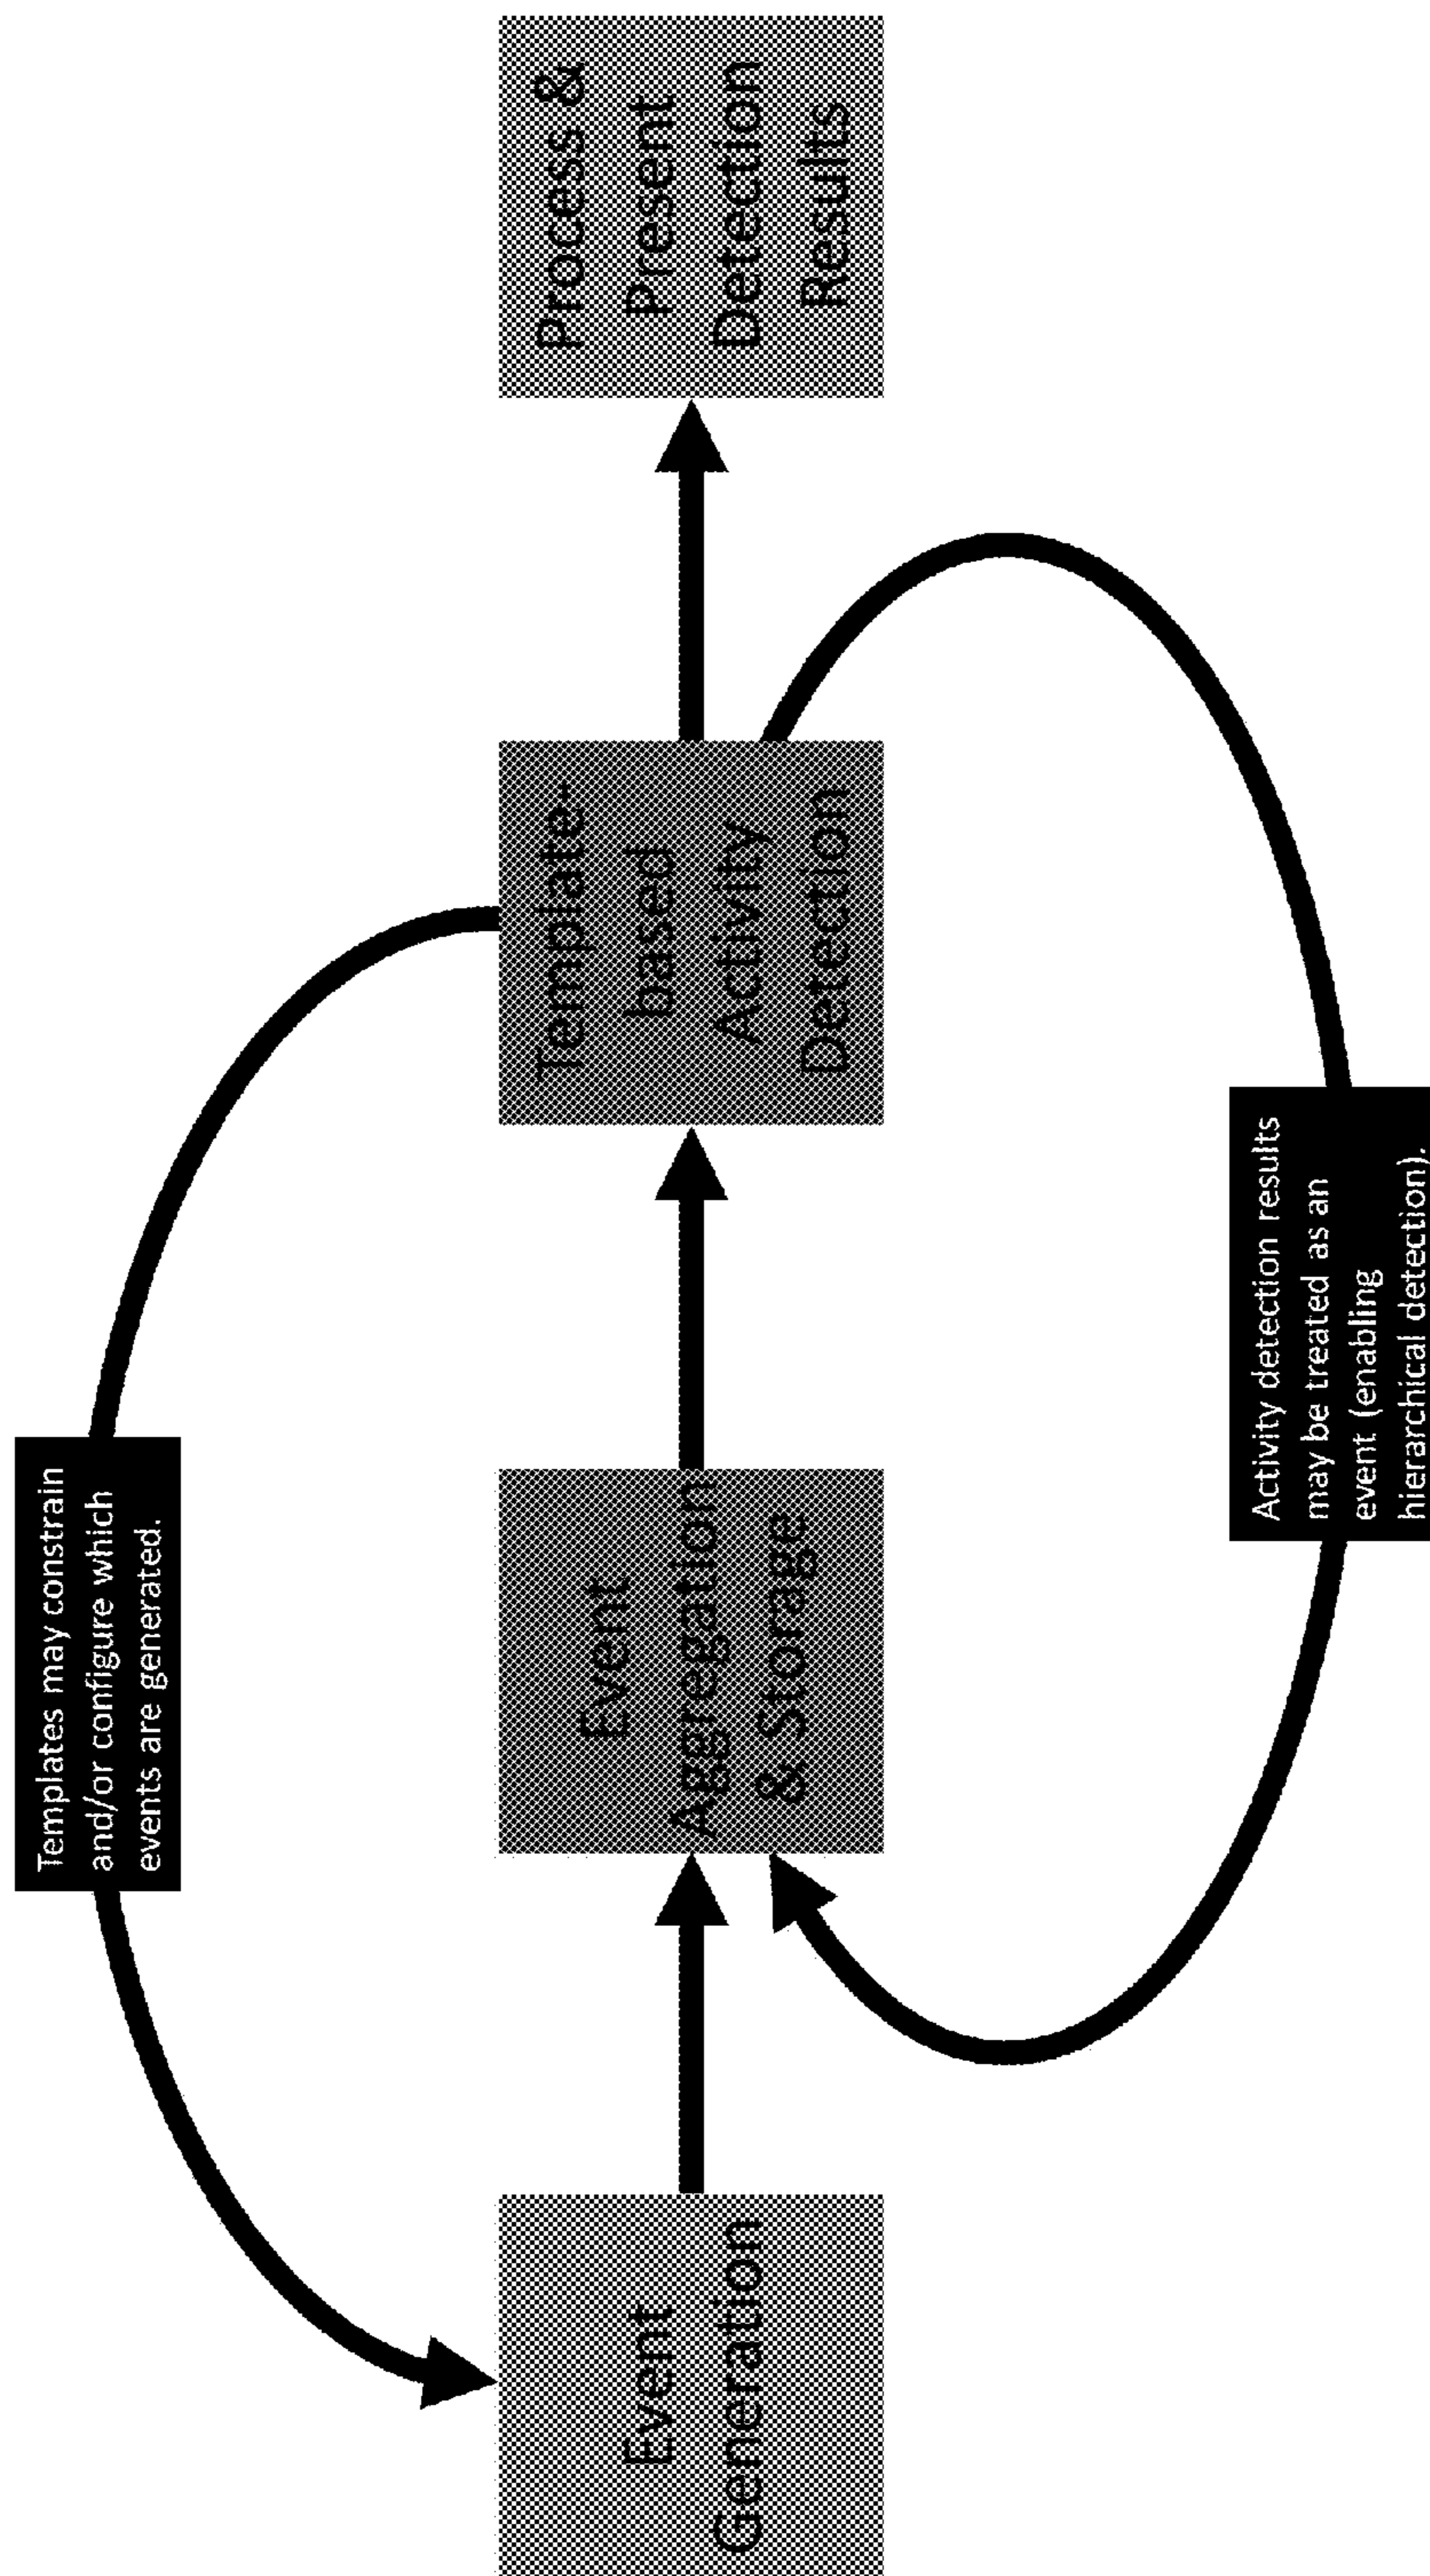 Templates may constrain
and/or configure which
events are generated.
Event
Generation
Event
Aggregation
& Storage
Template-
based
Activity
Detection
Process &
Present
Detection
Results
Activity detection results
may be treated as an
event (enabling
hierarchical detection).